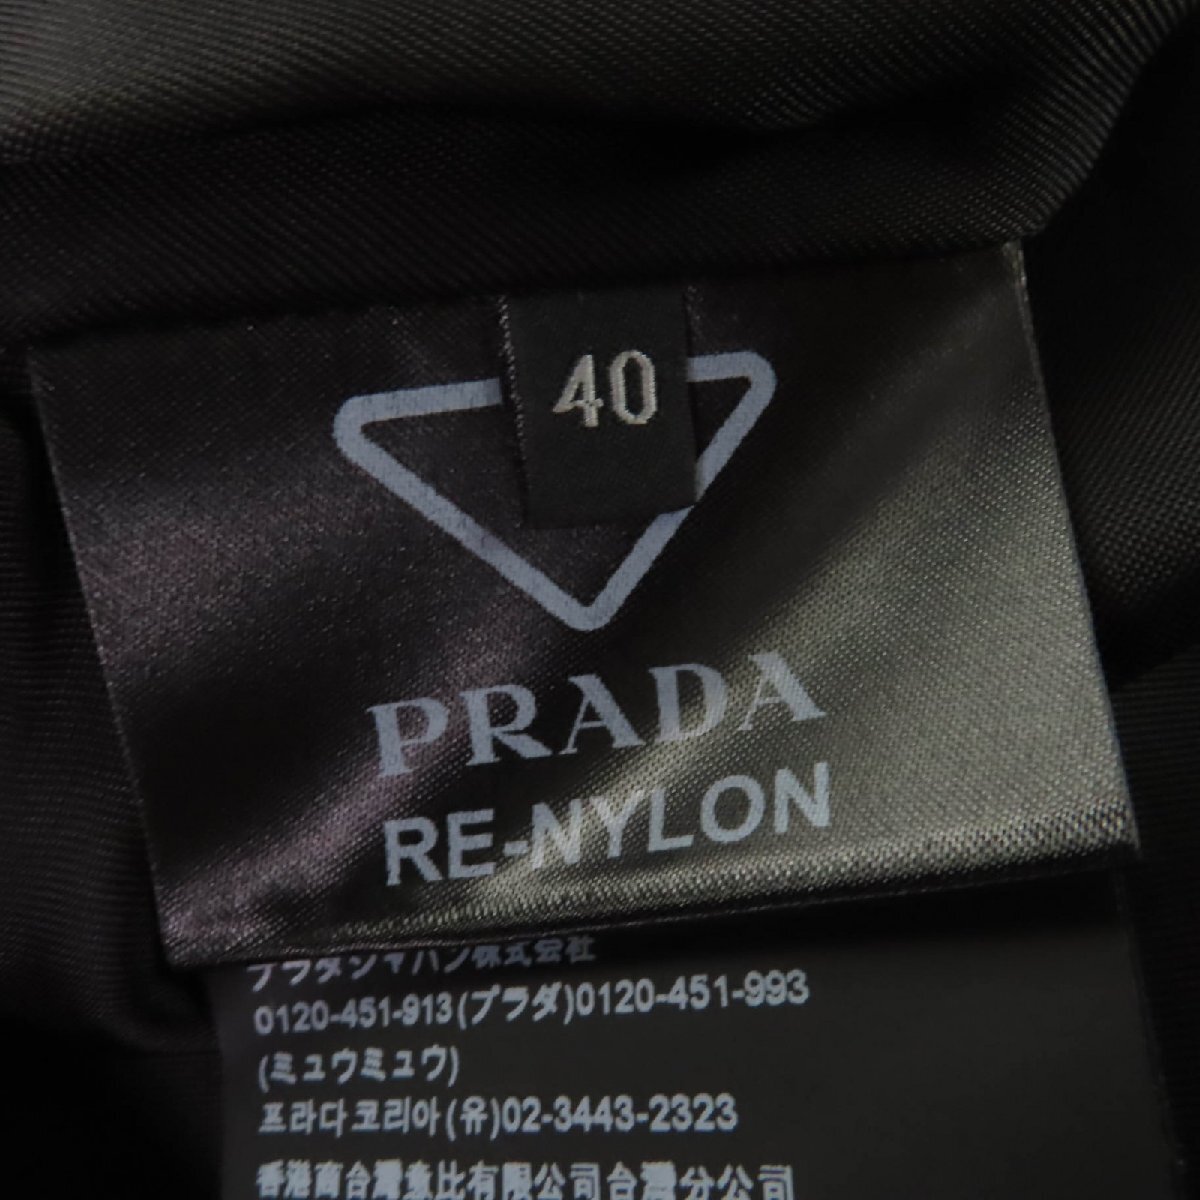 40
PRADA
RE-NYLON
プラダジャパン株式会社
0120-451-913(プラダ)0120-451-993
(ミュウミュウ)
프라다코리아(유)02-3443-2323
香港商台灣普比有限公司台灣分公司